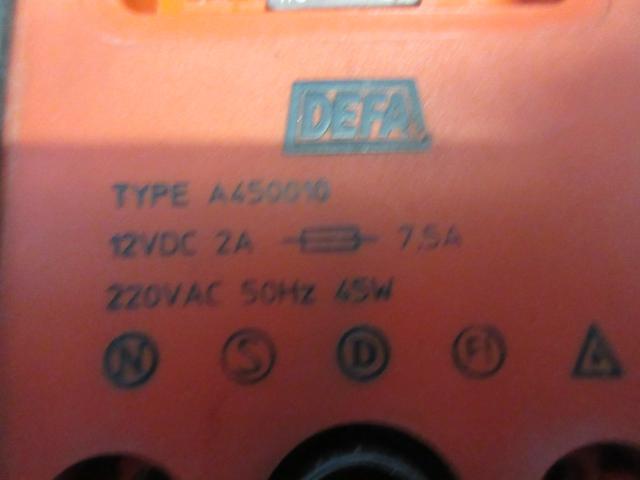 DEFA
TYPE A450010
12VDC 2A 7.5A
220VAC 50Hz 45W
N S D FI